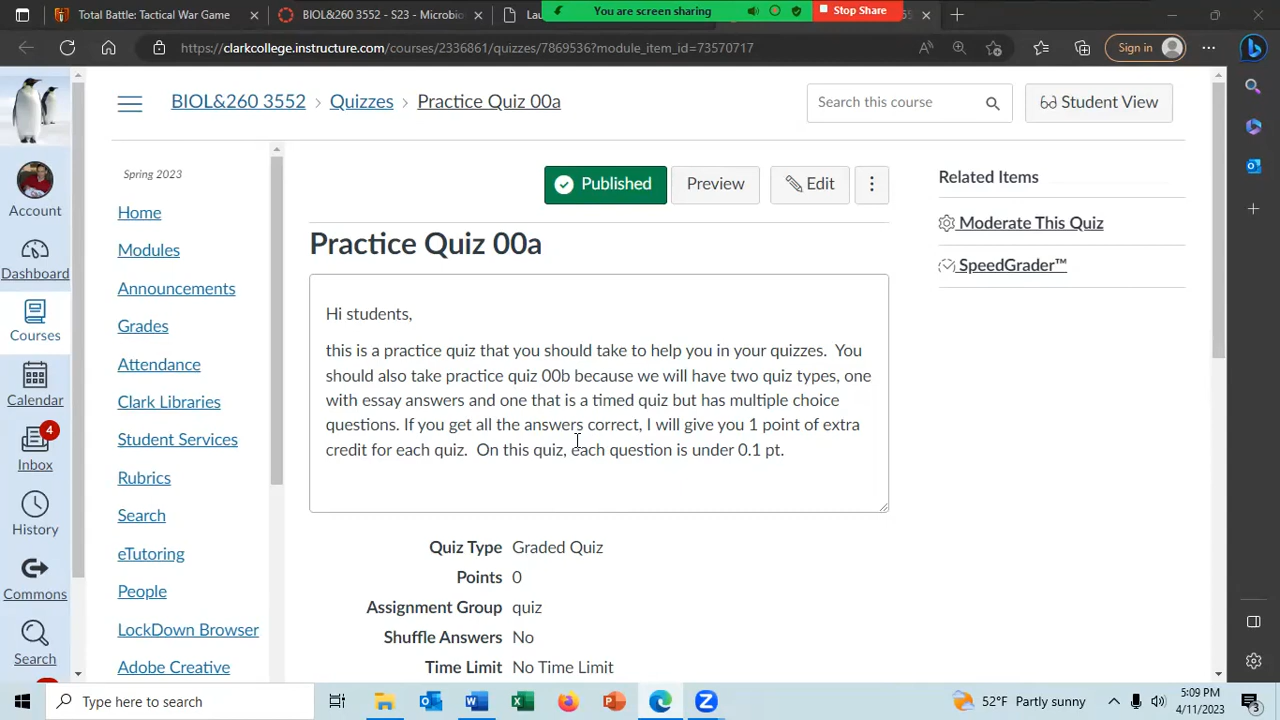 Total Battle: Tactical War Game
BIOL&260 3552 - S23 - Microbio
You are screen sharing
Stop Share
https://clarkcollege.instructure.com/courses/2336861/quizzes/7869536?module_item_id=73570717
Sign in
BIOL&260 3552 › Quizzes › Practice Quiz 00a
Search this course
Student View
Account
Dashboard
Courses
Calendar
4
Inbox
History
Commons
Search
Spring 2023
Home
Modules
Announcements
Grades
Attendance
Clark Libraries
Student Services
Rubrics
Search
eTutoring
People
LockDown Browser
Adobe Creative
Published
Preview
Edit
Practice Quiz 00a
Hi students,
this is a practice quiz that you should take to help you in your quizzes. You
should also take practice quiz 00b because we will have two quiz types, one
with essay answers and one that is a timed quiz but has multiple choice
questions. If you get all the answers correct, I will give you 1 point of extra
credit for each quiz. On this quiz, each question is under 0.1 pt.
Quiz Type Graded Quiz
Points 0
Assignment Group quiz
Shuffle Answers No
Time Limit No Time Limit
Related Items
Moderate This Quiz
SpeedGrader™
Type here to search
52°F Partly sunny
5:09 PM
4/11/2023
3